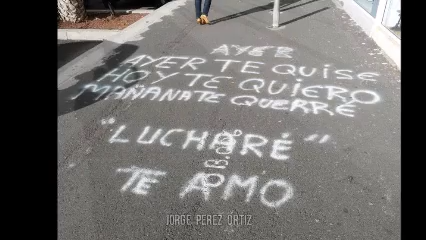 AYER
AYER TE QUISE
HOY TE QUIERO
MAÑANA TE QUERRÉ
"LUCHARÉ"
TE AMO
JORGE PEREZ ORTIZ